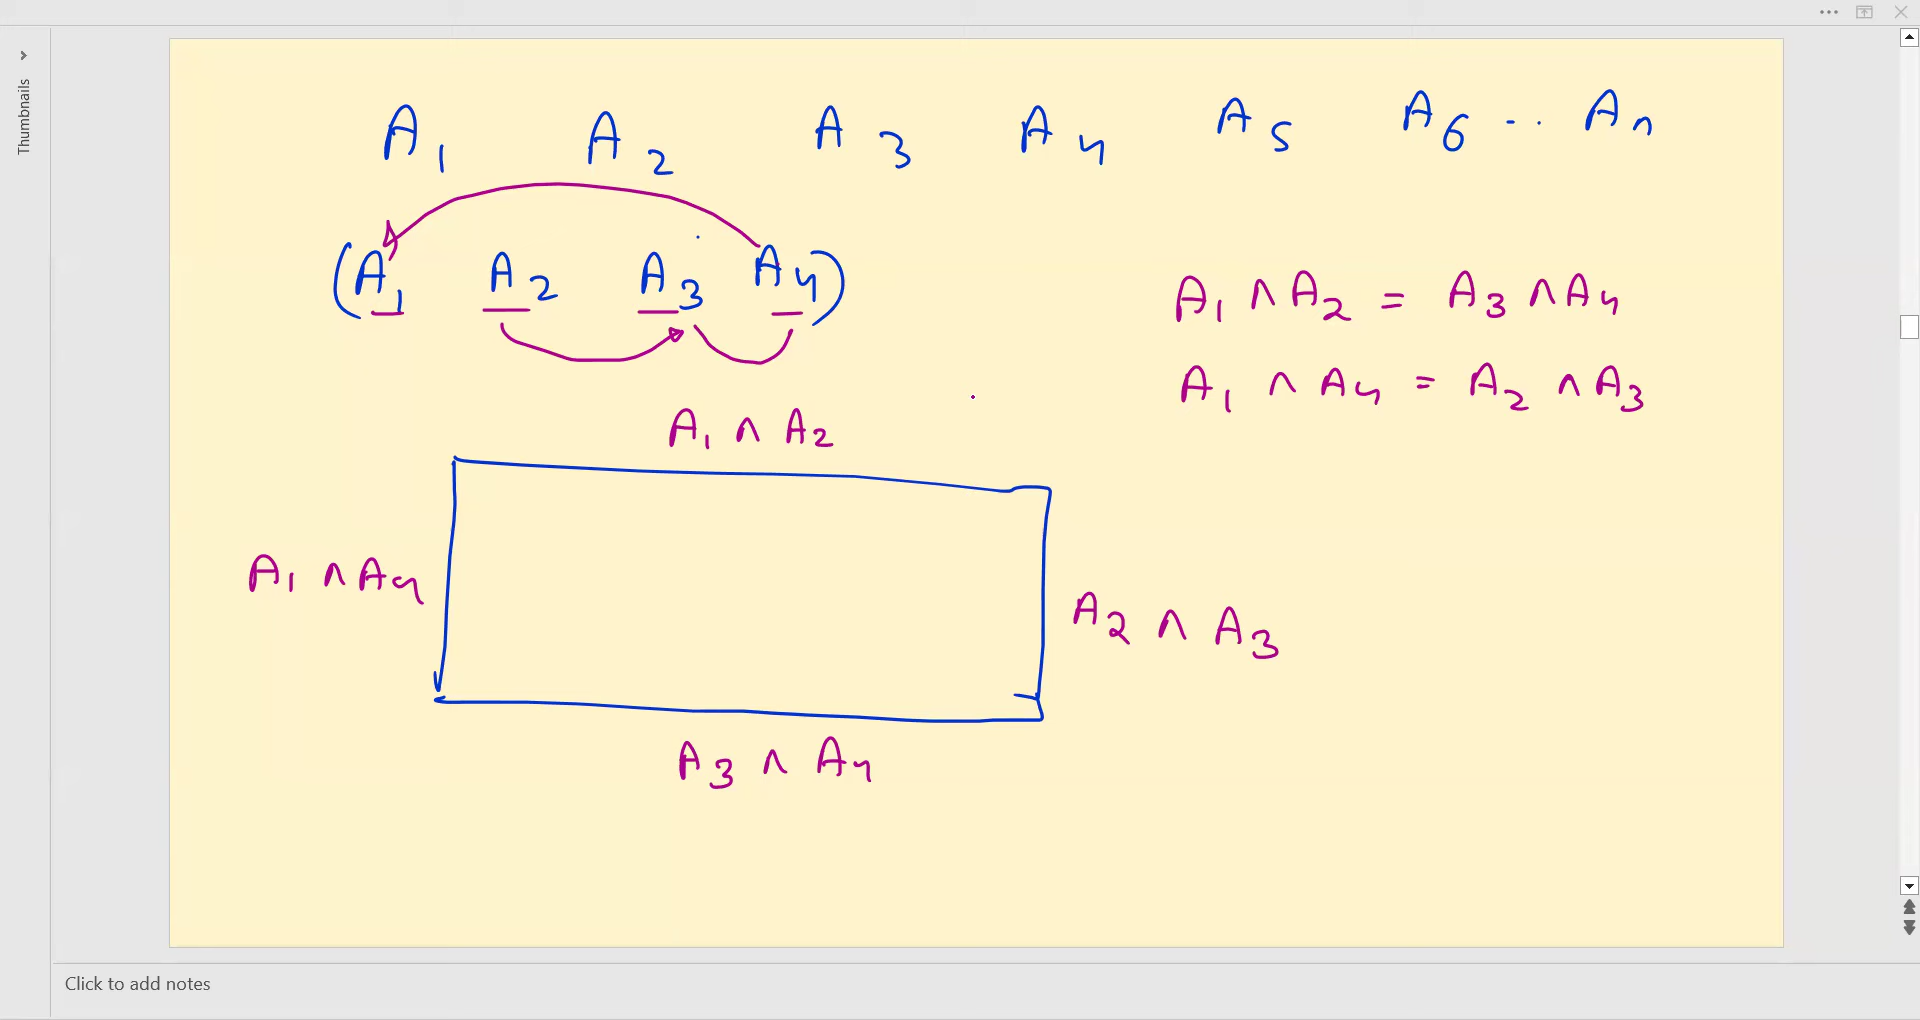 Thumbnails
A1 A2 A3 A4 A5 A6 .. An
(A1 A2 A3 A4)
A1 ∧ A2 = A3 ∧ A4
A1 ∧ A4 = A2 ∧ A3
A1 ∧ A2
A1 ∧ A4
A2 ∧ A3
A3 ∧ A4
Click to add notes